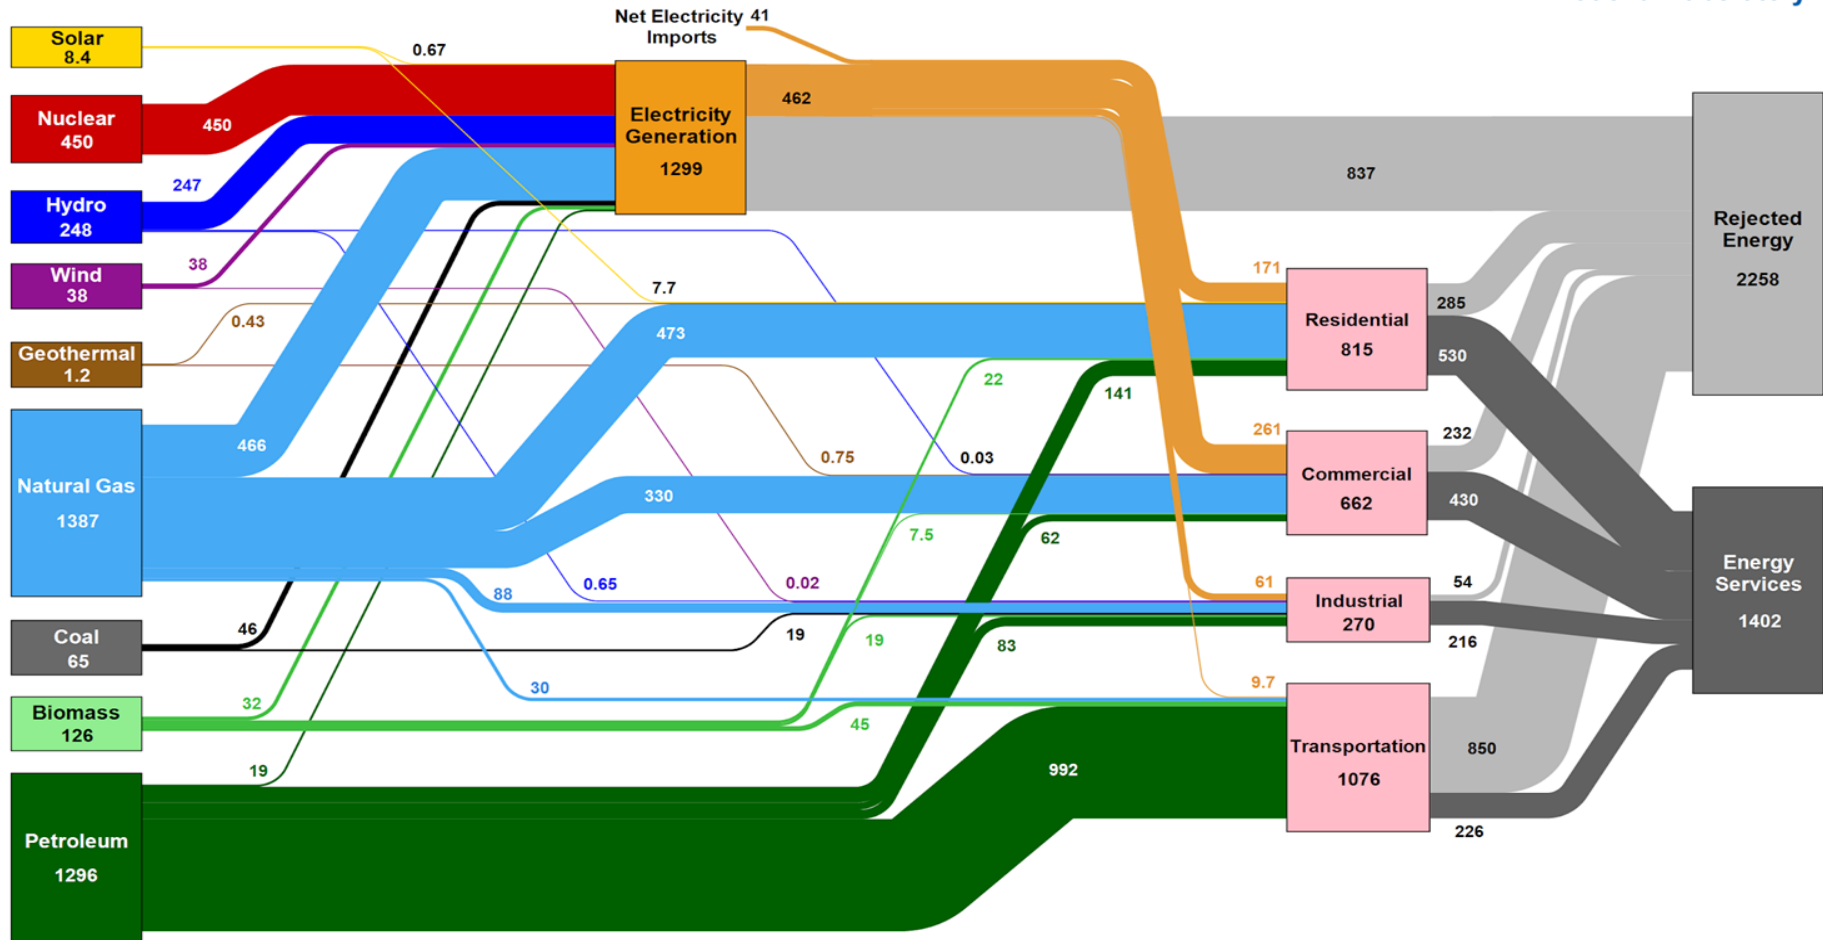 Net Electricity 41
Imports
Solar
8.4
0.67
Nuclear
450
450
Electricity
Generation
1299
462
837
Rejected
Energy
2258
247
Hydro
248
38
Wind
38
0.43
Geothermal
1.2
7.7
473
171
Residential
815
285
530
22
141
466
Natural Gas
1387
330
0.75
0.03
261
Commercial
662
232
430
7.5
62
88
0.65
0.02
61
Industrial
270
54
216
Energy
Services
1402
46
Coal
65
19
19
83
30
9.7
32
Biomass
126
45
Transportation
1076
850
226
19
992
Petroleum
1296